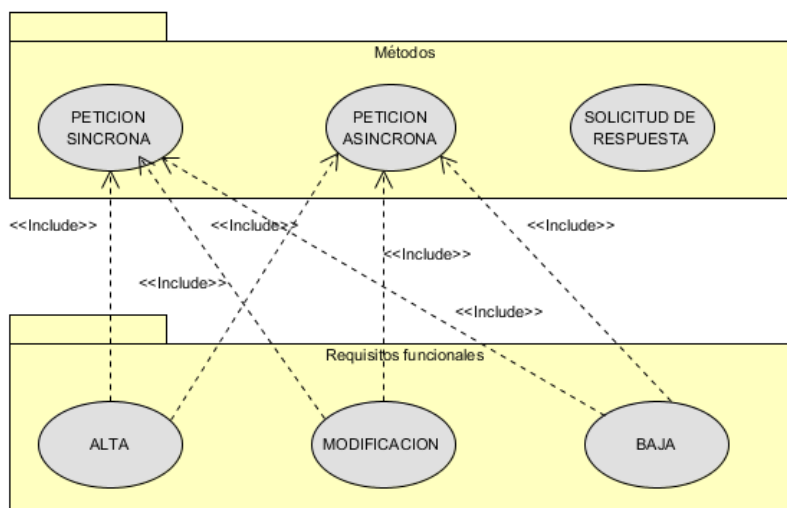 Métodos
PETICION
SINCRONA
PETICION
ASINCRONA
SOLICITUD DE
RESPUESTA
<<Include>>
<<Include>>
<<Include>>
<<Include>>
<<Include>>
<<Include>>
Requisitos funcionales
ALTA
MODIFICACION
BAJA